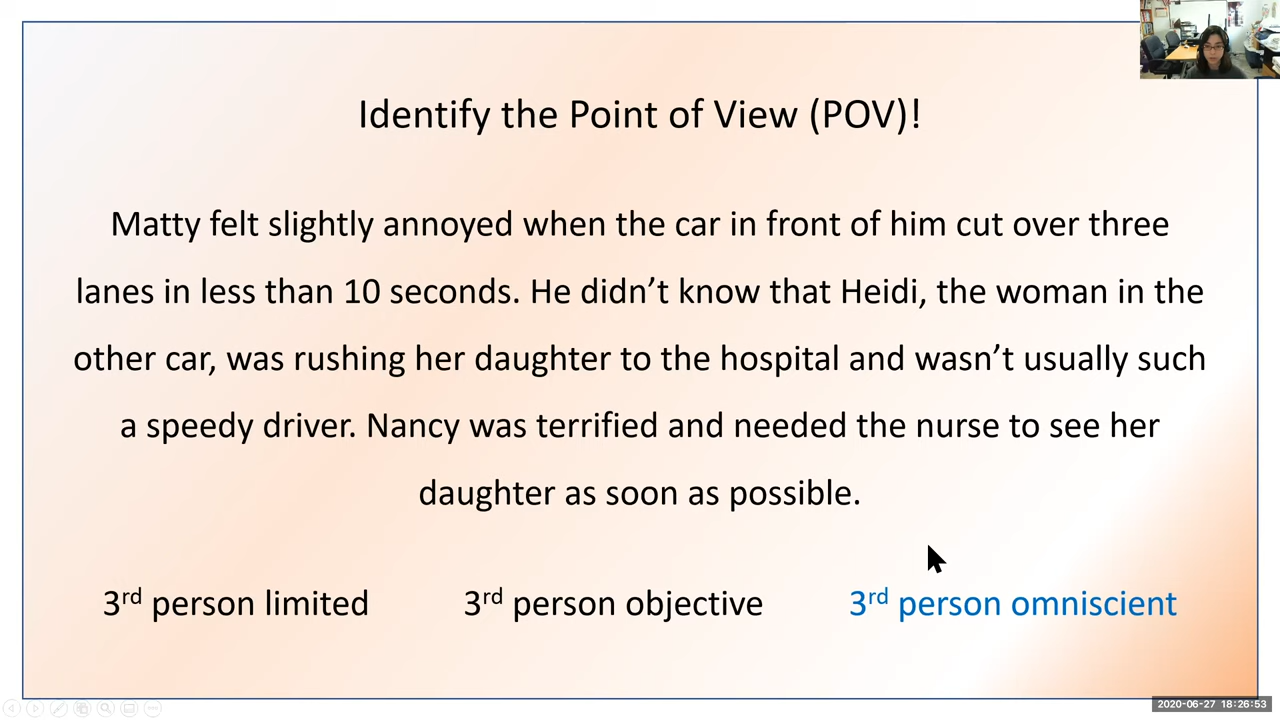 Identify the Point of View (POV)!
Matty felt slightly annoyed when the car in front of him cut over three
lanes in less than 10 seconds. He didn’t know that Heidi, the woman in the
other car, was rushing her daughter to the hospital and wasn’t usually such
a speedy driver. Nancy was terrified and needed the nurse to see her
daughter as soon as possible.
3rd person limited
3rd person objective
3rd person omniscient
2020-06-27 18:26:53